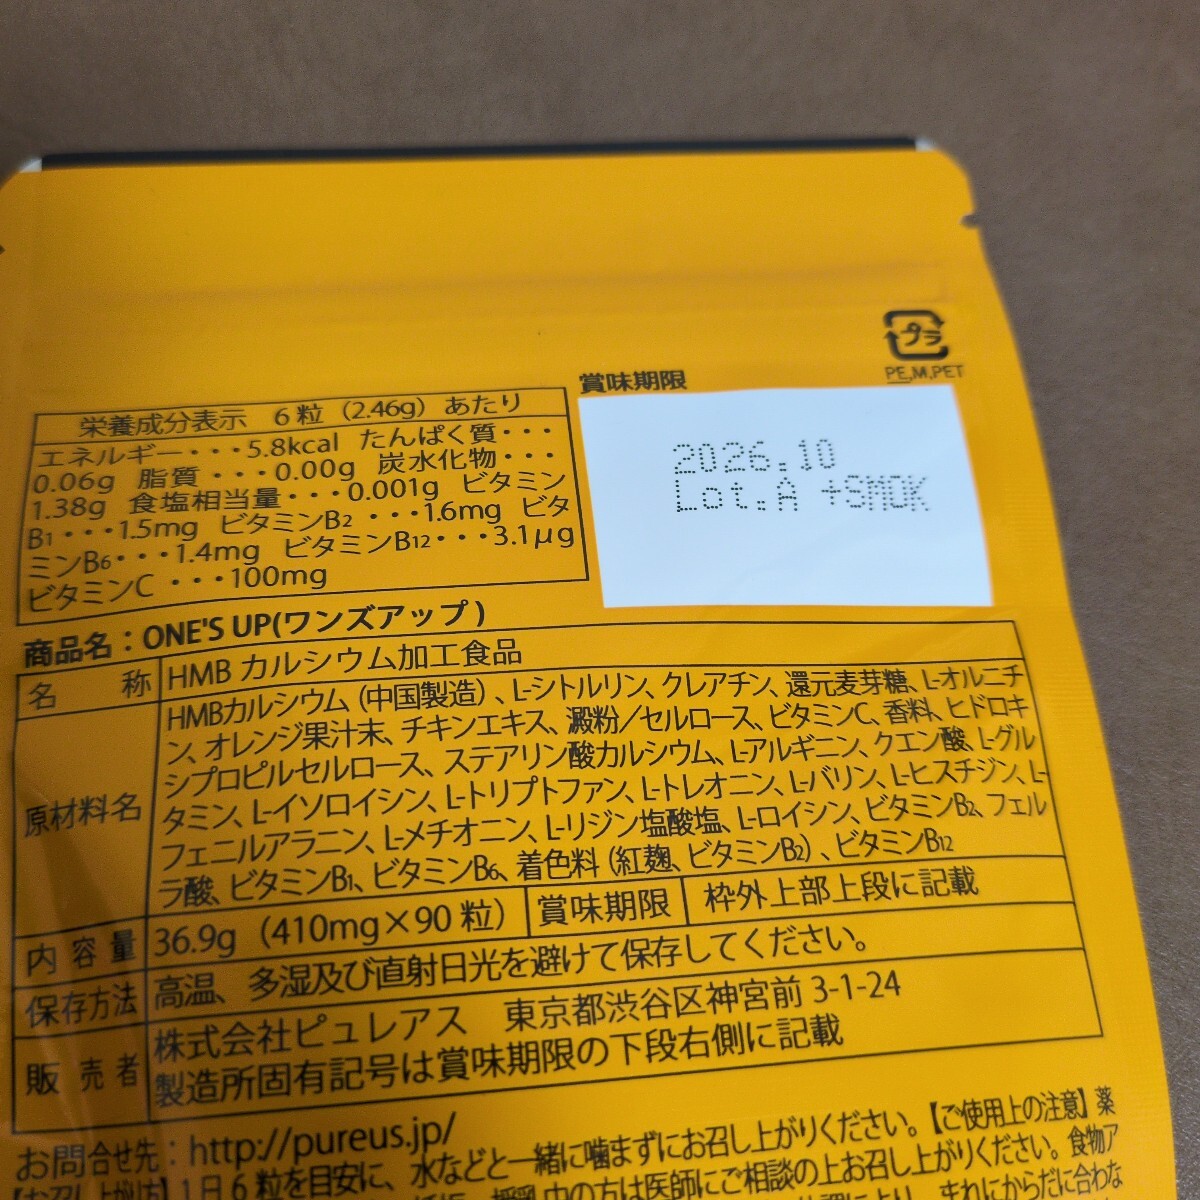 プラ
PE,M,PET
賞味期限
2026.10
Lot.A +SMOK
栄養成分表示 6粒（2.46g）あたり
エネルギー・・・5.8kcal たんぱく質・・・
0.06g 脂質・・・0.00g 炭水化物・・・
1.38g 食塩相当量・・・0.001g ビタミン
B1・・・1.5mg ビタミンB2・・・1.6mg ビタ
ミンB6・・・1.4mg ビタミンB12・・・3.1μg
ビタミンC・・・100mg
商品名：ONE'S UP(ワンズアップ)
名称 HMBカルシウム加工食品
原材料名 HMBカルシウム（中国製造）、L-シトルリン、クレアチン、還元麦芽糖、L-オルニチ
ン、オレンジ果汁末、チキンエキス、澱粉／セルロース、ビタミンC、香料、ヒドロキ
シプロピルセルロース、ステアリン酸カルシウム、L-アルギニン、クエン酸、L-グル
タミン、L-イソロイシン、L-トリプトファン、L-トレオニン、L-バリン、L-ヒスチジン、L-
フェニルアラニン、L-メチオニン、L-リジン塩酸塩、L-ロイシン、ビタミンB2、フェル
ラ酸、ビタミンB1、ビタミンB6、着色料（紅麹、ビタミンB2）、ビタミンB12
内容量 36.9g（410mg×90粒） 賞味期限 枠外上部上段に記載
保存方法 高温、多湿及び直射日光を避けて保存してください。
販売者 株式会社ピュレアス 東京都渋谷区神宮前 3-1-24
製造所固有記号は賞味期限の下段右側に記載
お問合せ先：http://pureus.jp/
【お召し上がり方】1日6粒を目安に、水などと一緒に噛まずにお召し上がりください。【ご使用上の注意】薬
中の方は医師にご相談の上お召し上がりください。食物ア
まれにからだに合わな